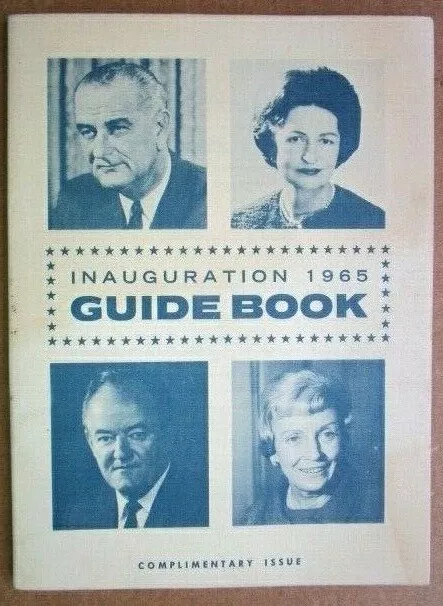 INAUGURATION 1965
GUIDE BOOK
COMPLIMENTARY ISSUE